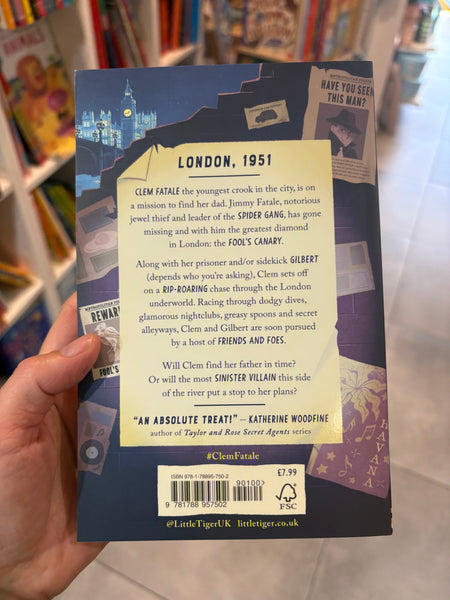 ANIMALS
METROPOLITAN POLICE
HAVE YOU SEEN
THIS MAN?
LONDON, 1951
CLEM FATALE the youngest crook in the city, is on
a mission to find her dad. Jimmy Fatale, notorious
jewel thief and leader of the SPIDER GANG, has gone
missing and with him the greatest diamond
in London: the FOOL'S CANARY.
Along with her prisoner and/or sidekick GILBERT
(depends who you're asking), Clem sets off
on a RIP-ROARING chase through the London
underworld. Racing through dodgy dives,
glamorous nightclubs, greasy spoons and secret
alleyways, Clem and Gilbert are soon pursued
by a host of FRIENDS AND FOES.
METROPOLITAN POLICE
REWAR
FOOL'S
Will Clem find her father in time?
Or will the most SINISTER VILLAIN this side
of the river put a stop to her plans?
"AN ABSOLUTE TREAT!" – KATHERINE WOODFINE
author of Taylor and Rose Secret Agents series
HAVANA
#ClemFatale
ISBN 978-1-78895-750-2
£7.99
90100
9 781788 957502
FSC
@LittleTigerUK littletiger.co.uk